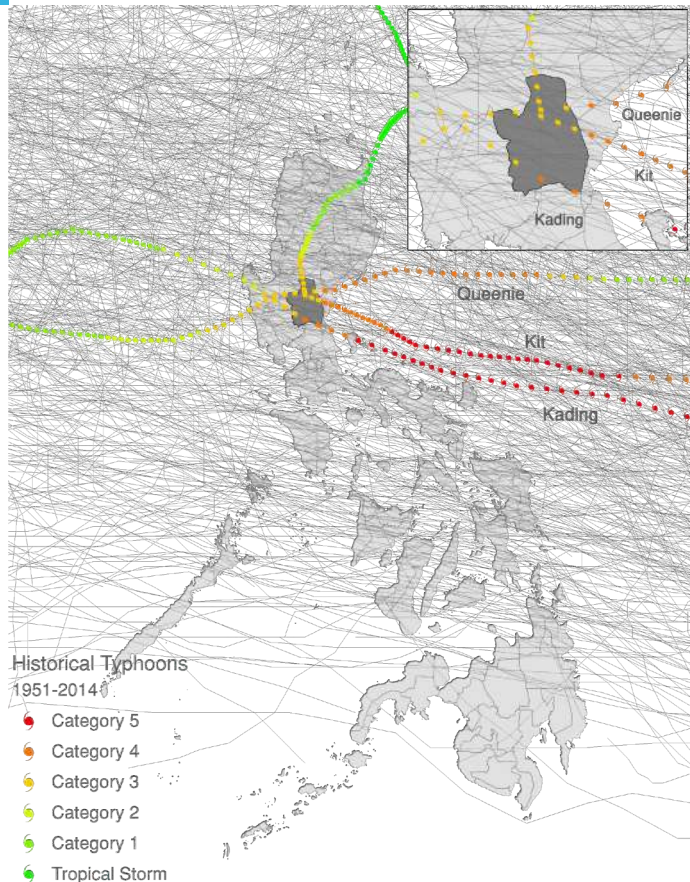 Queenie
Kit
Kading
Queenie
Kit
Kading
Historical Typhoons
1951-2014
Category 5
Category 4
Category 3
Category 2
Category 1
Tropical Storm